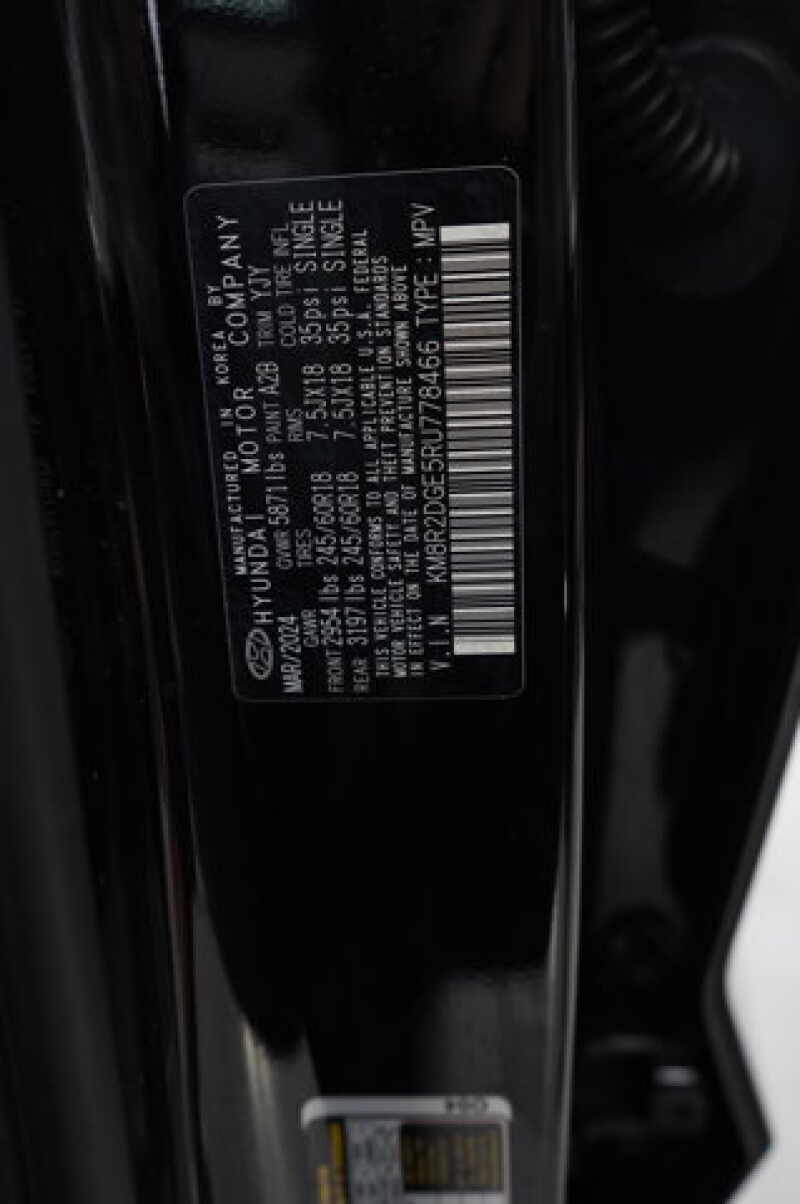 MANUFACTURED IN KOREA BY
HYUNDAI MOTOR COMPANY
MAR/2024 GVWR 5871lbs PAINT A2B TRIM YJY
GAWR TIRES RIMS COLD TIRE INFL
FRONT 2954 lbs 245/60R18 7.5JX18 35psi SINGLE
REAR 3197 lbs 245/60R18 7.5JX18 35psi SINGLE
THIS VEHICLE CONFORMS TO ALL APPLICABLE U.S.A. FEDERAL
MOTOR VEHICLE SAFETY AND THEFT PREVENTION STANDARDS
IN EFFECT ON THE DATE OF MANUFACTURE SHOWN ABOVE
V.I.N KM8R2DGE5RU778466 TYPE : MPV